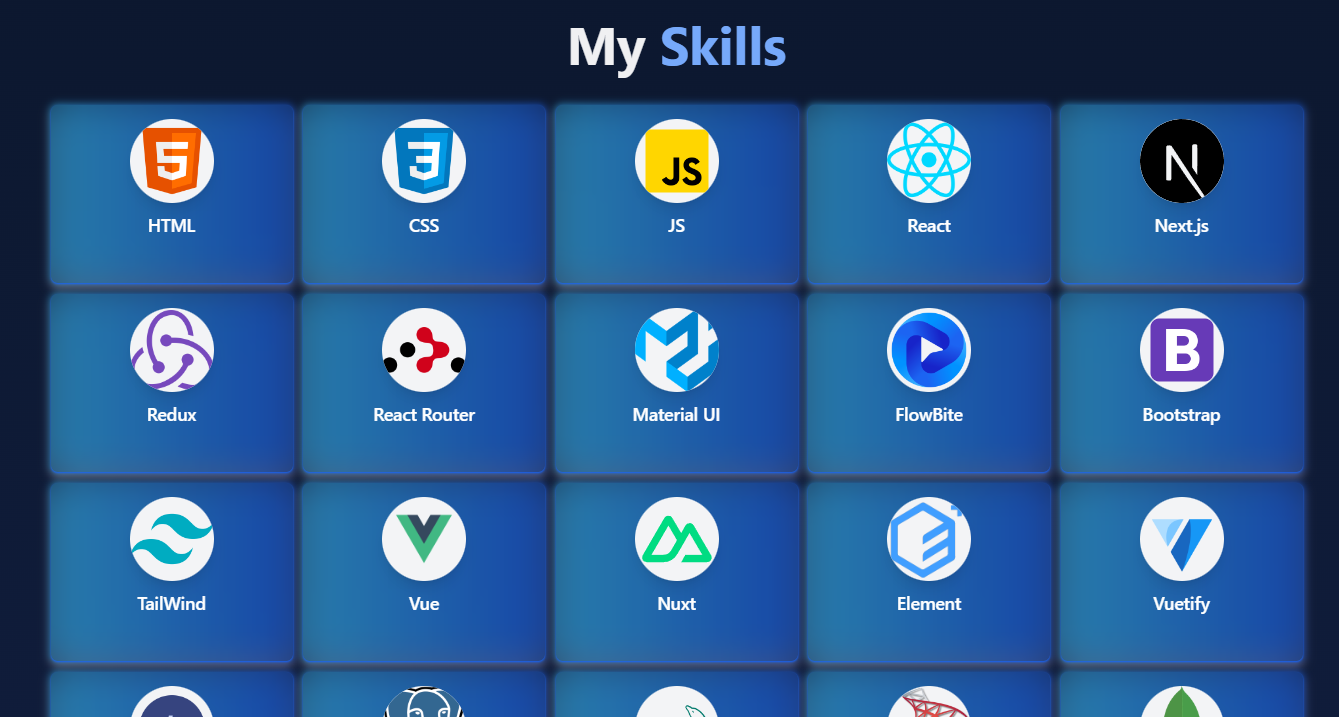 My Skills
HTML
CSS
JS
JS
React
Next.js
Redux
React Router
Material UI
FlowBite
B
Bootstrap
TailWind
Vue
Nuxt
Element
Vuetify